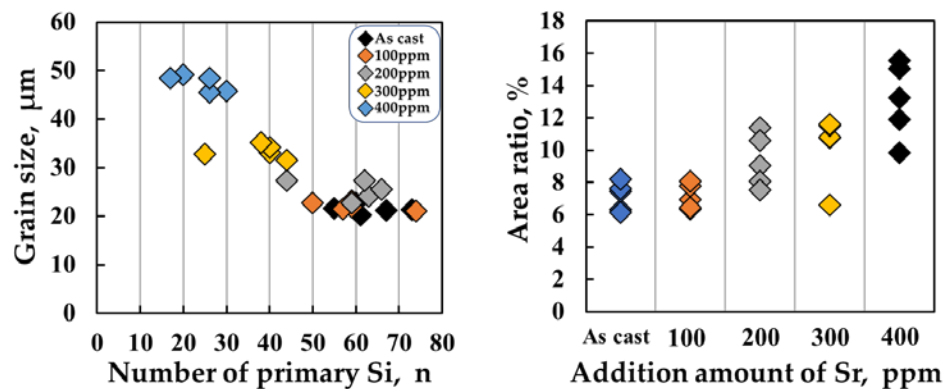 60
50
40
30
20
10
0
Grain size, μm
As cast
100ppm
200ppm
300ppm
400ppm
0 10 20 30 40 50 60 70 80
Number of primary Si, n
18
16
14
12
10
8
6
4
2
0
Area ratio, %
As cast 100 200 300 400
Addition amount of Sr, ppm